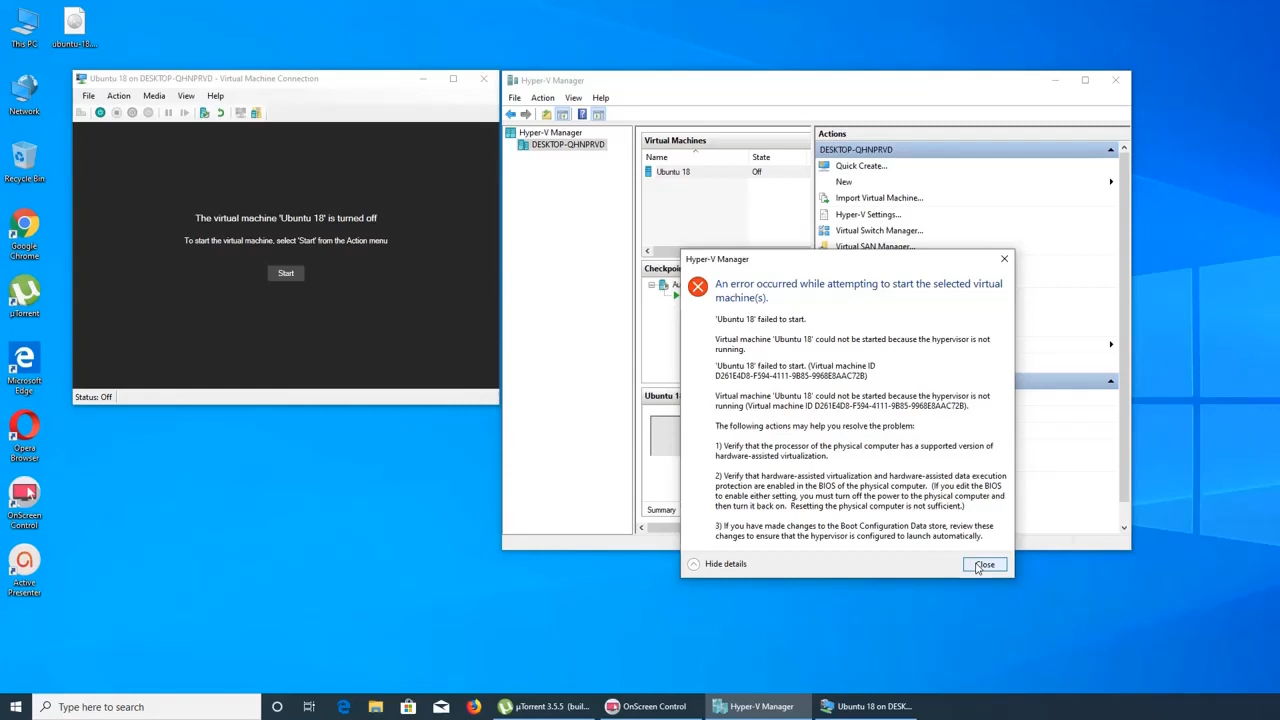 This PC
ubuntu-18....
Network
Recycle Bin
Google
Chrome
µTorrent
Microsoft
Edge
Opera
Browser
OnScreen
Control
Active
Presenter
Ubuntu 18 on DESKTOP-QHNPRVD - Virtual Machine Connection
File Action Media View Help
The virtual machine 'Ubuntu 18' is turned off
To start the virtual machine, select 'Start' from the Action menu
Start
Status: Off
Hyper-V Manager
File Action View Help
Hyper-V Manager
DESKTOP-QHNPRVD
Virtual Machines
Name State
Ubuntu 18 Off
Checkpoi
Au
Ubuntu 18
Summary
Actions
DESKTOP-QHNPRVD
Quick Create...
New
Import Virtual Machine...
Hyper-V Settings...
Virtual Switch Manager...
Virtual SAN Manager...
Hyper-V Manager
An error occurred while attempting to start the selected virtual
machine(s).
'Ubuntu 18' failed to start.
Virtual machine 'Ubuntu 18' could not be started because the hypervisor is not
running.
'Ubuntu 18' failed to start. (Virtual machine ID
D261E4D8-F594-4111-9B85-9968E8AAC72B)
Virtual machine 'Ubuntu 18' could not be started because the hypervisor is not
running (Virtual machine ID D261E4D8-F594-4111-9B85-9968E8AAC72B).
The following actions may help you resolve the problem:
1) Verify that the processor of the physical computer has a supported version of
hardware-assisted virtualization.
2) Verify that hardware-assisted virtualization and hardware-assisted data execution
protection are enabled in the BIOS of the physical computer. (If you edit the BIOS
to enable either setting, you must turn off the power to the physical computer and
then turn it back on. Resetting the physical computer is not sufficient.)
3) If you have made changes to the Boot Configuration Data store, review these
changes to ensure that the hypervisor is configured to launch automatically.
Hide details
Close
Type here to search
µTorrent 3.5.5 (buil...
OnScreen Control
Hyper-V Manager
Ubuntu 18 on DESK...